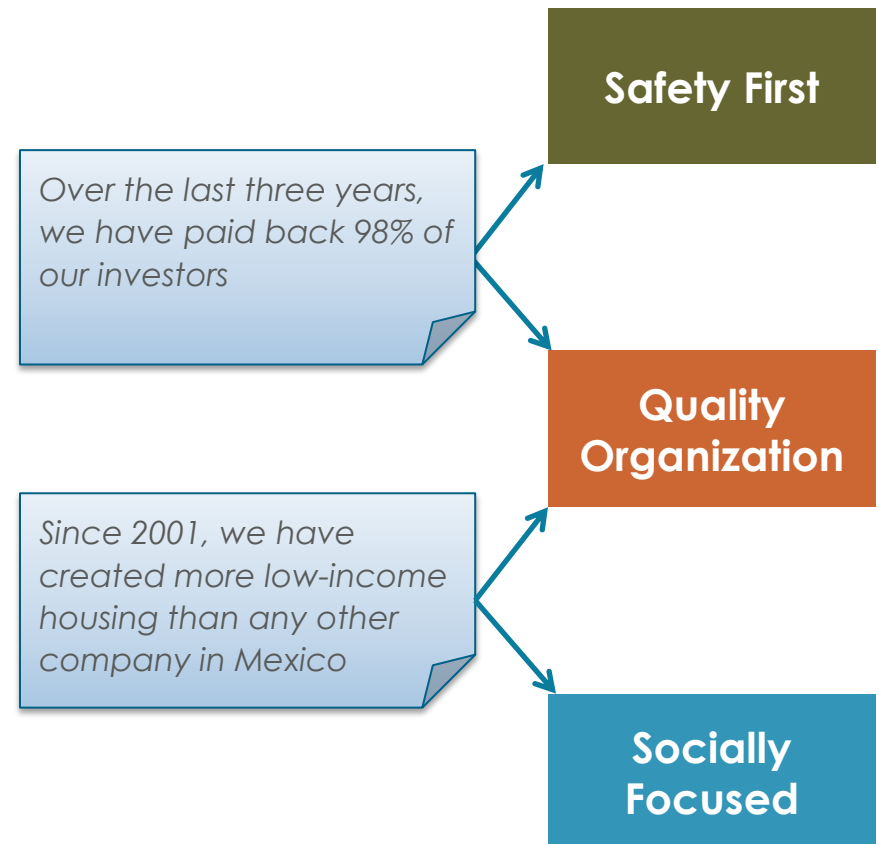 Safety First
Over the last three years,
we have paid back 98% of
our investors
Quality
Organization
Since 2001, we have
created more low-income
housing than any other
company in Mexico
Socially
Focused